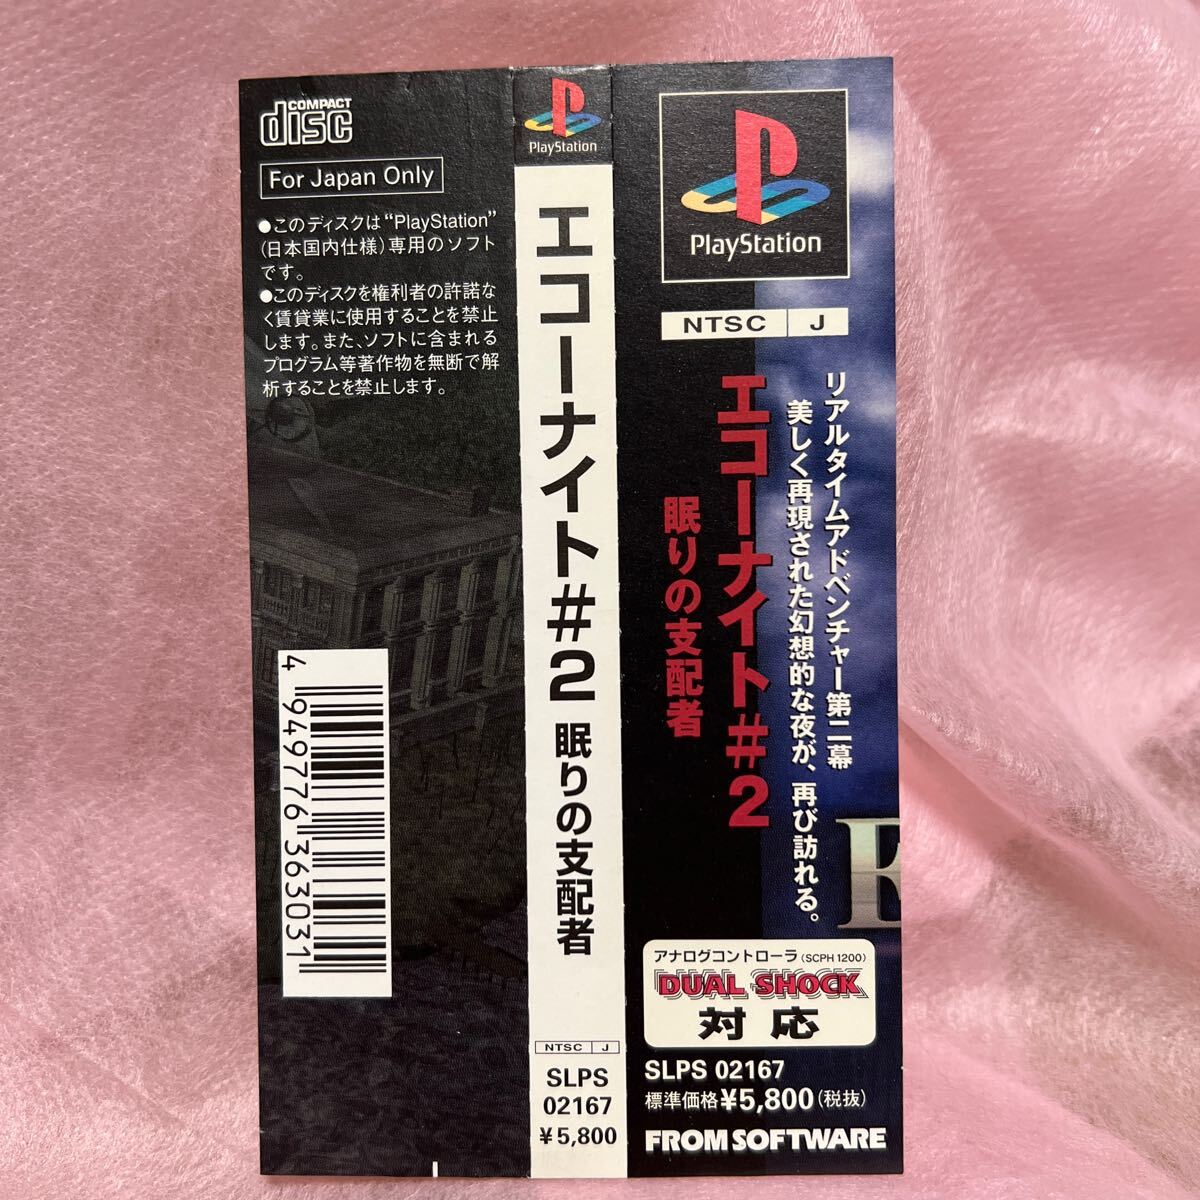 COMPACT
disc
For Japan Only
●このディスクは“PlayStation”
(日本国内仕様)専用のソフト
です。
●このディスクを権利者の許諾な
く賃貸業に使用することを禁止
します。また、ソフトに含まれる
プログラム等著作物を無断で解
析することを禁止します。
4 949776 363031
PlayStation
エコーナイト#2 眠りの支配者
NTSC J
SLPS
02167
¥5,800
PlayStation
NTSC J
リアルタイムアドベンチャー第二幕
美しく再現された幻想的な夜が、再び訪れる。
エコーナイト#2
眠りの支配者
E
アナログコントローラ(SCPH 1200)
DUAL SHOCK
対応
SLPS 02167
標準価格¥5,800(税抜)
FROM SOFTWARE